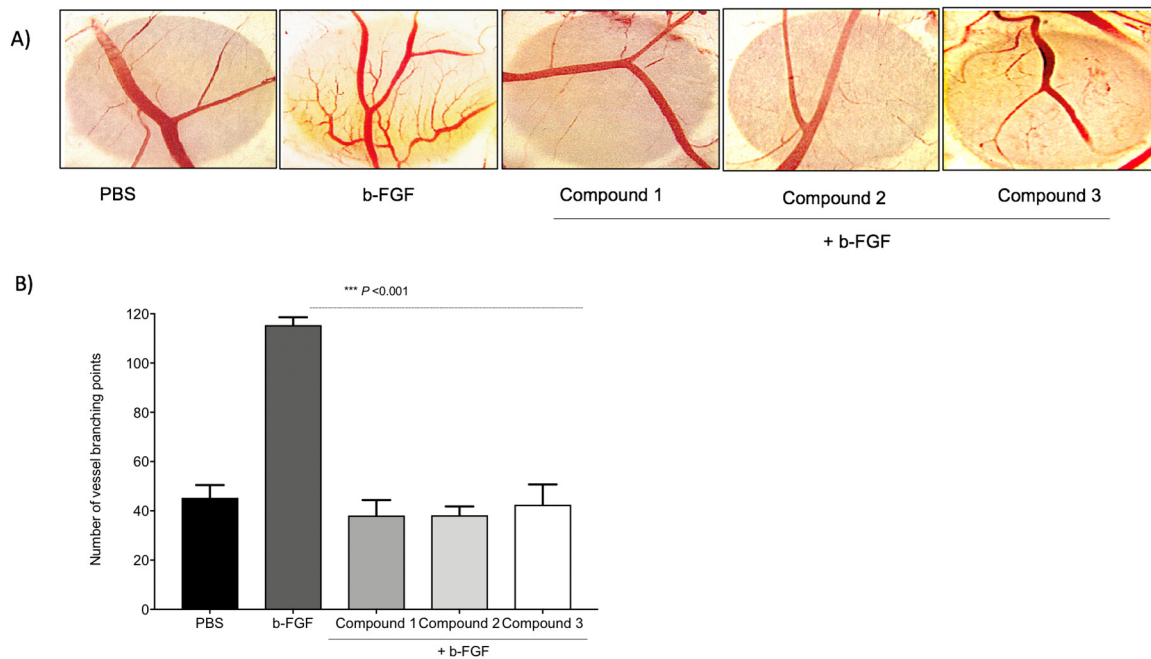 A)
PBS b-FGF Compound 1 Compound 2 Compound 3
+ b-FGF
B)
*** P <0.001
Number of vessel branching points
120
100
80
60
40
20
0
PBS b-FGF Compound 1 Compound 2 Compound 3
+ b-FGF